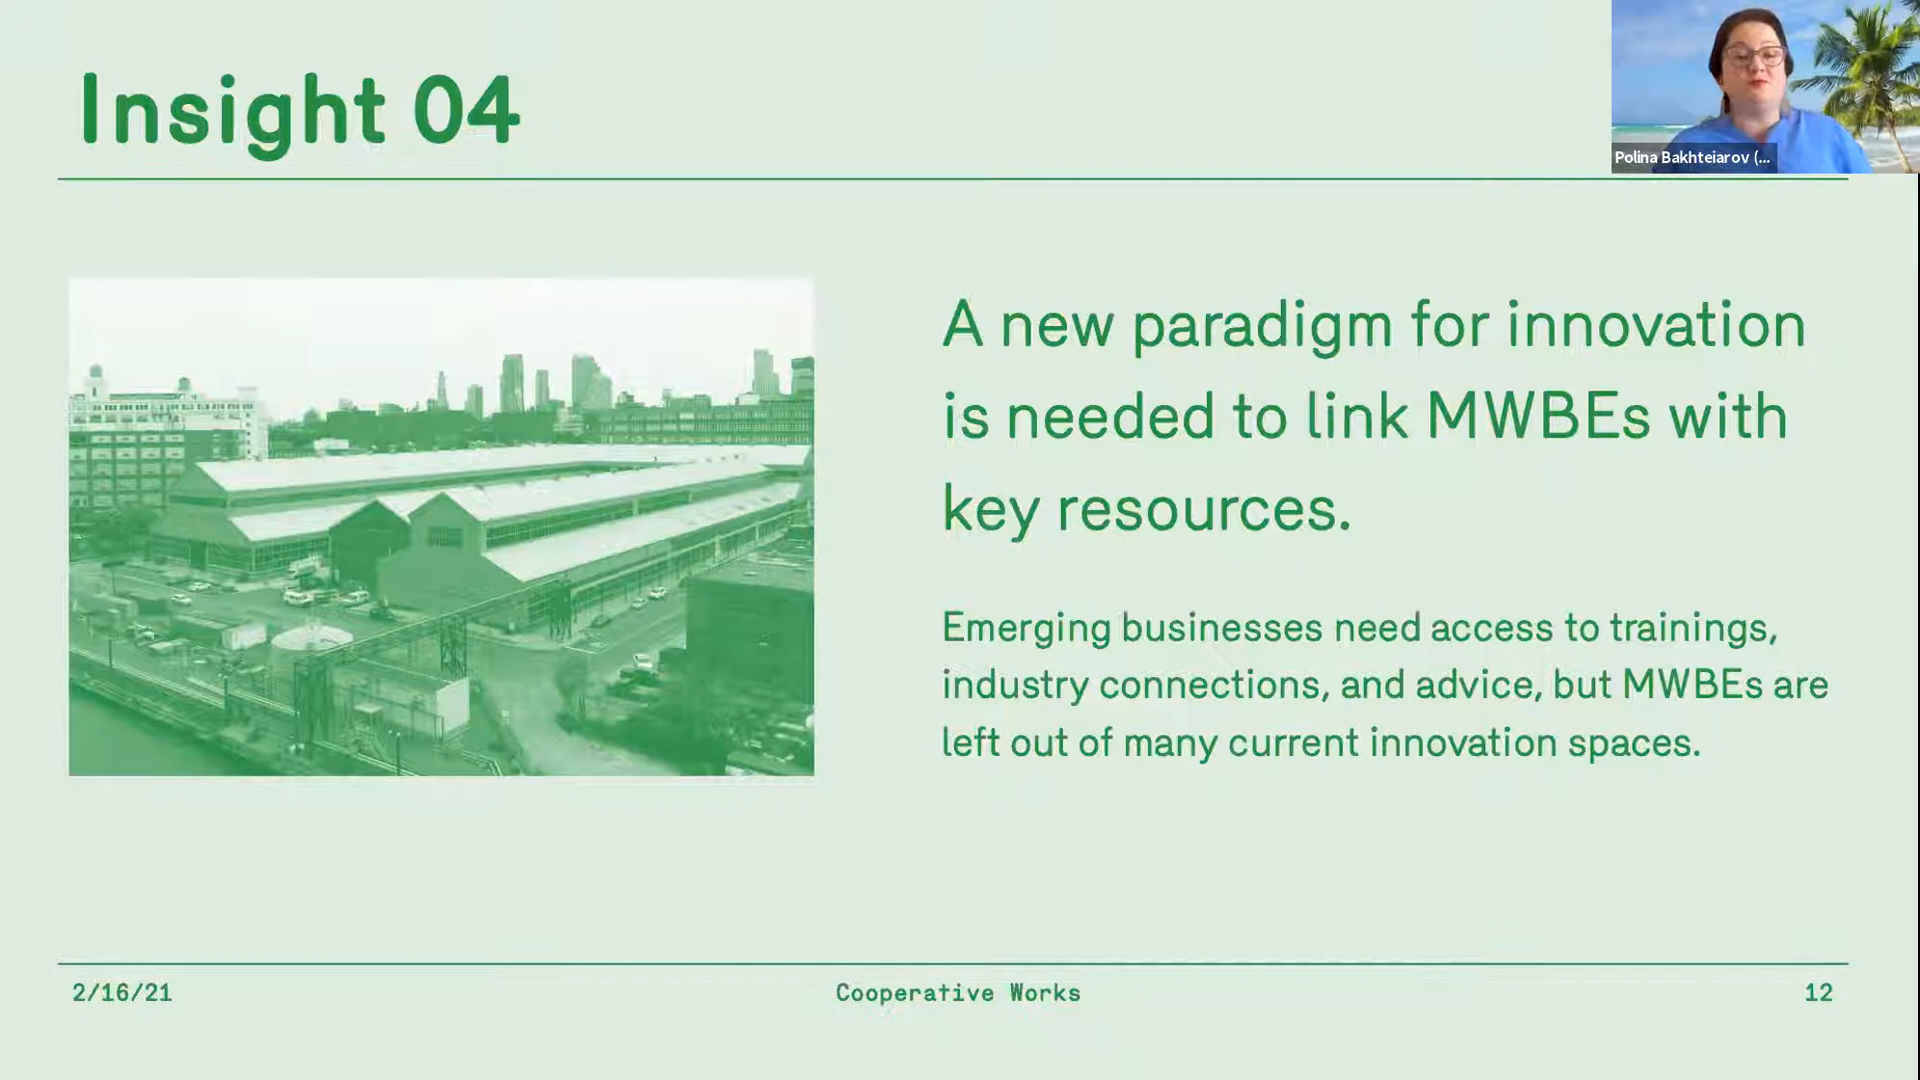 Insight 04
Polina Bakhteiarov (...
A new paradigm for innovation
is needed to link MWBEs with
key resources.
Emerging businesses need access to trainings,
industry connections, and advice, but MWBEs are
left out of many current innovation spaces.
2/16/21
Cooperative Works
12